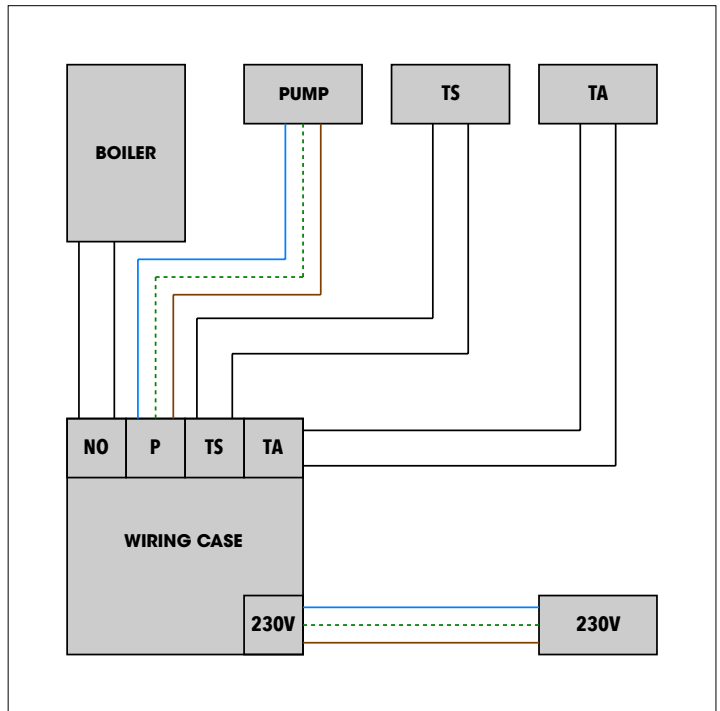 BOILER
PUMP
TS
TA
NO
P
TS
TA
WIRING CASE
230V
230V